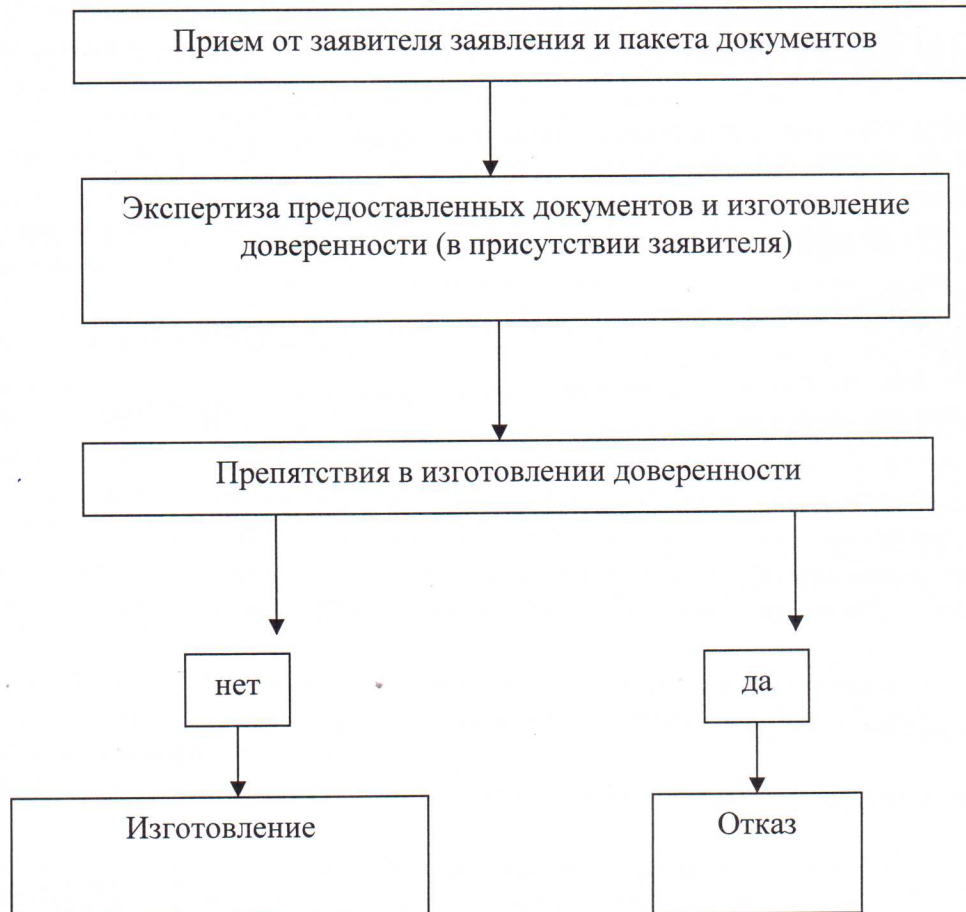 Прием от заявителя заявления и пакета документов
Экспертиза предоставленных документов и изготовление
доверенности (в присутствии заявителя)
Препятствия в изготовлении доверенности
нет
да
Изготовление
Отказ